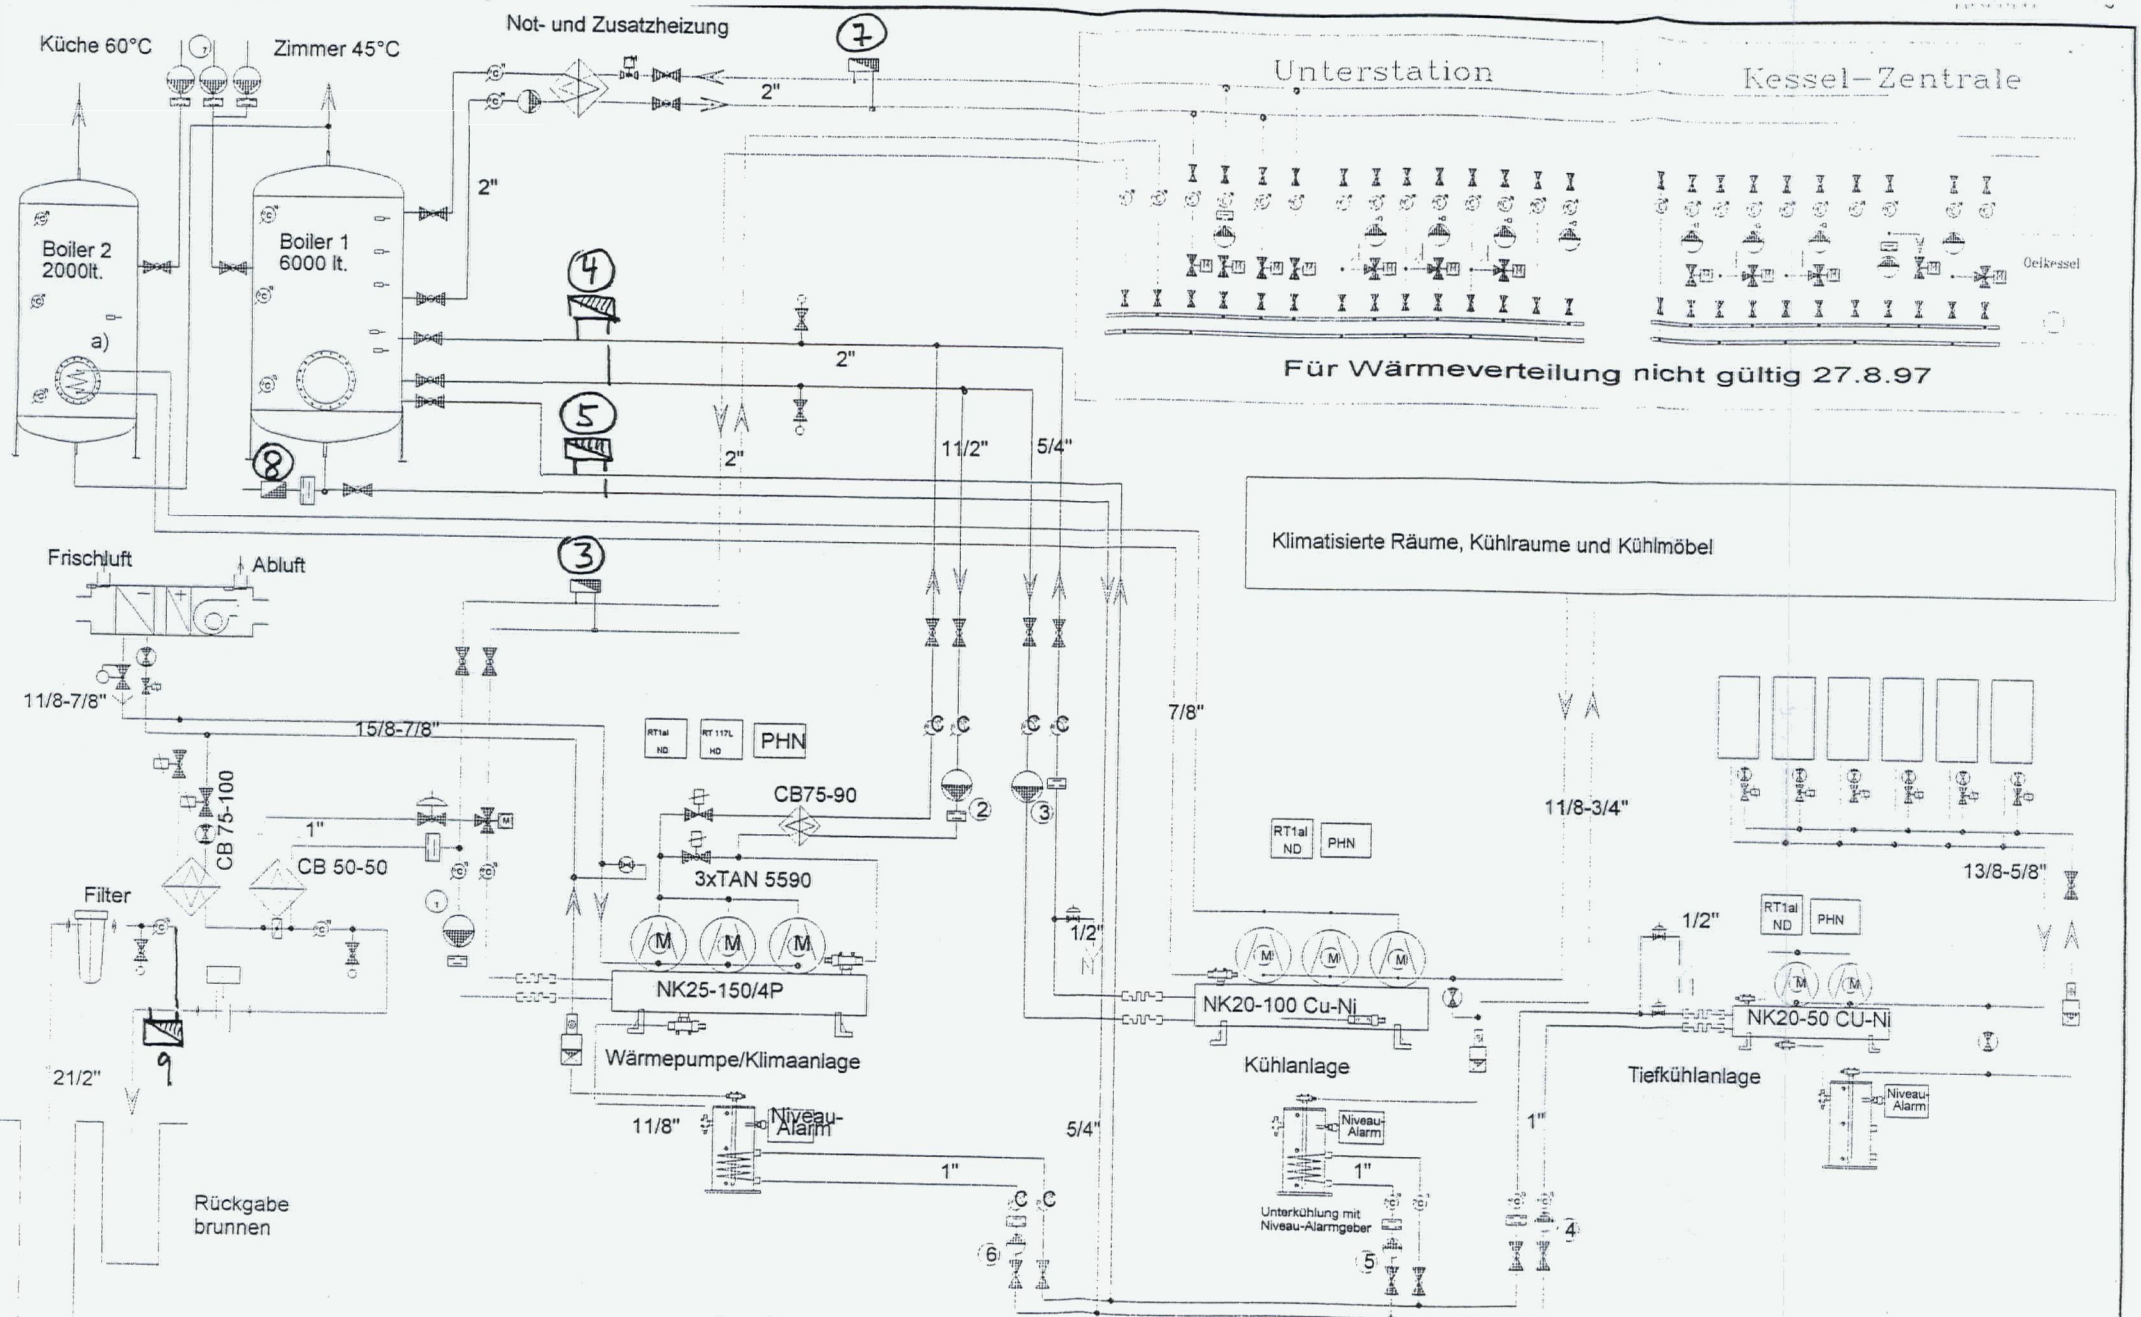 Not- und Zusatzheizung
7
Küche 60°C
Zimmer 45°C
2"
Unterstation
Kessel-Zentrale
2"
Boiler 2
2000lt.
Boiler 1
6000 lt.
4
Oelkessel
a)
2"
Für Wärmeverteilung nicht gültig 27.8.97
5
11/2"
5/4"
2"
8
Klimatisierte Räume, Kühlraume und Kühlmöbel
3
Frischluft
Abluft
11/8-7/8"
15/8-7/8"
7/8"
RT1al
ND
RT 117L
HD
PHN
CB 75-100
CB75-90
2
3
11/8-3/4"
1"
RT1al
ND
PHN
CB 50-50
3xTAN 5590
13/8-5/8"
Filter
1
M
M
M
1/2"
M
M
M
M
RT1al
ND
PHN
1/2"
M
M
NK25-150/4P
NK20-100 Cu-Ni
NK20-50 CU-Ni
9
Wärmepumpe/Klimaanlage
Kühlanlage
Tiefkühlanlage
21/2"
11/8"
Niveau-
Alarm
5/4"
Niveau-
Alarm
1"
Niveau-
Alarm
1"
1"
Rückgabe
brunnen
Unterkühlung mit
Niveau-Alarmgeber
6
5
4